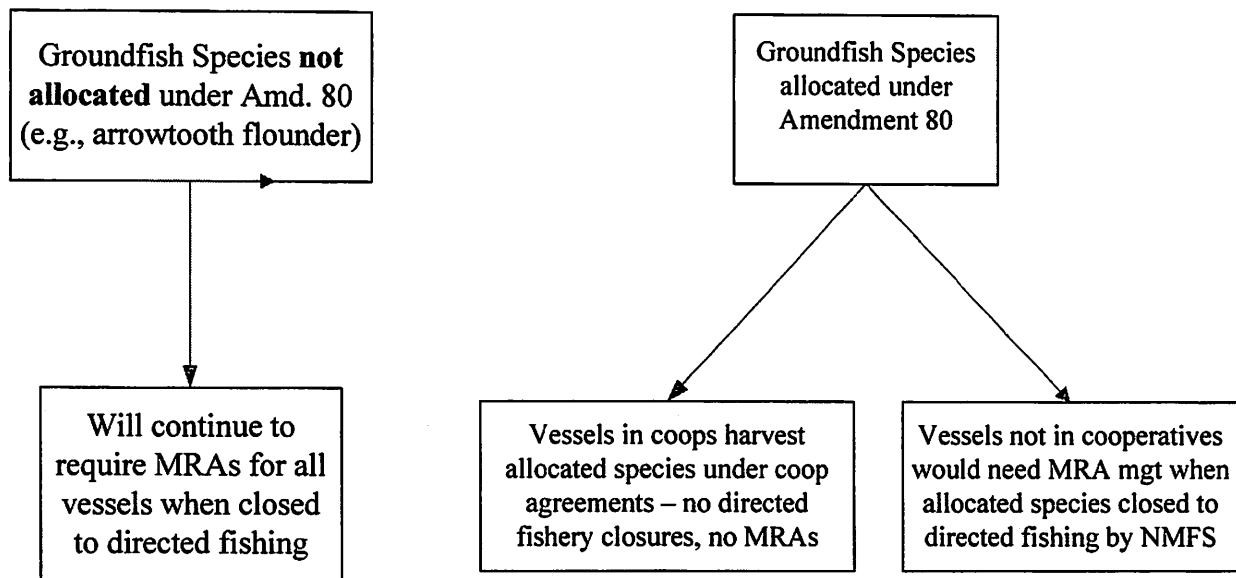 Groundfish Species not
allocated under Amd. 80
(e.g., arrowtooth flounder)
Groundfish Species
allocated under
Amendment 80
Will continue to
require MRAs for all
vessels when closed
to directed fishing
Vessels in coops harvest
allocated species under coop
agreements – no directed
fishery closures, no MRAs
Vessels not in cooperatives
would need MRA mgt when
allocated species closed to
directed fishing by NMFS